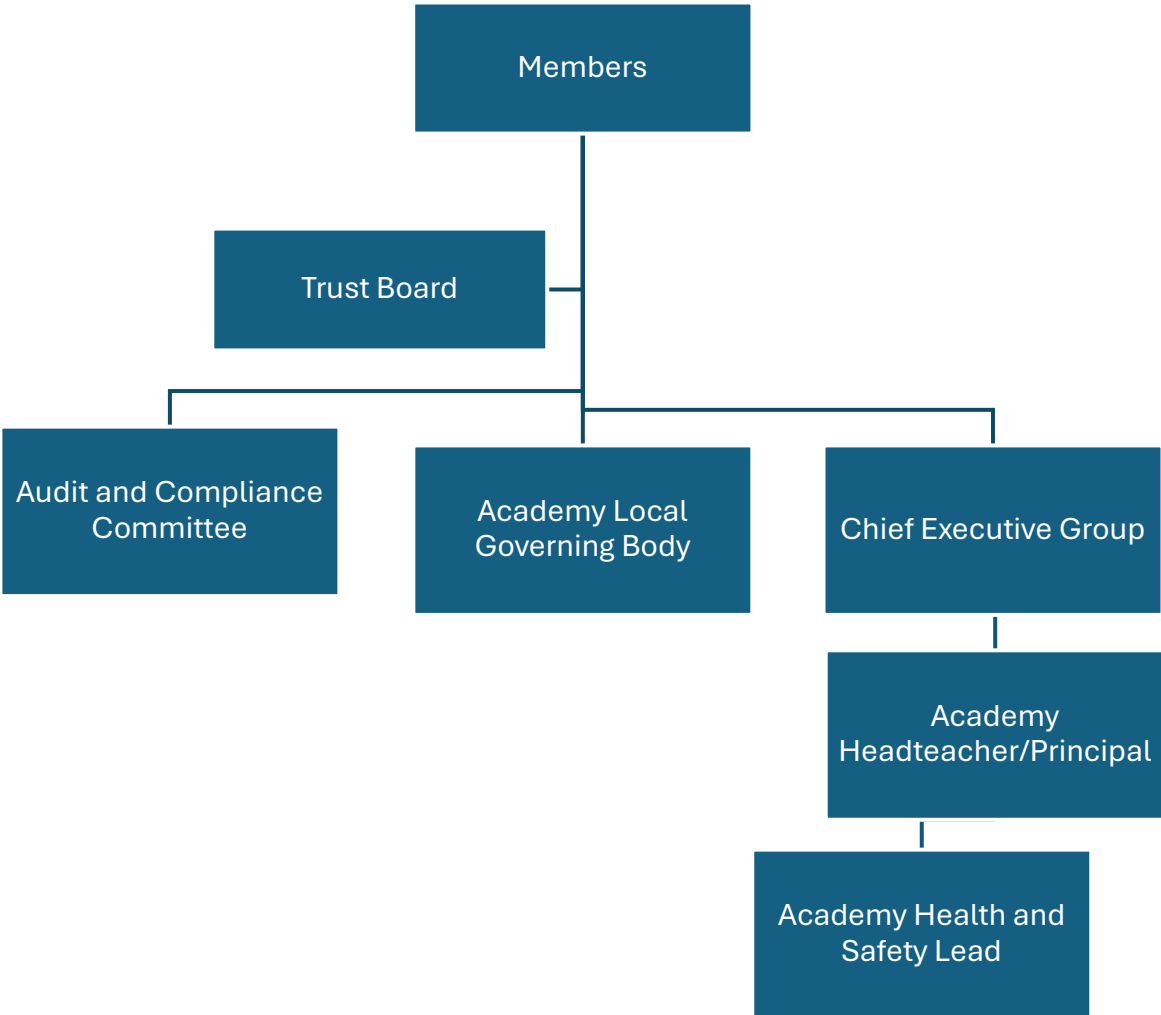 Members
Trust Board
Audit and Compliance
Committee
Academy Local
Governing Body
Chief Executive Group
Academy
Headteacher/Principal
Academy Health and
Safety Lead